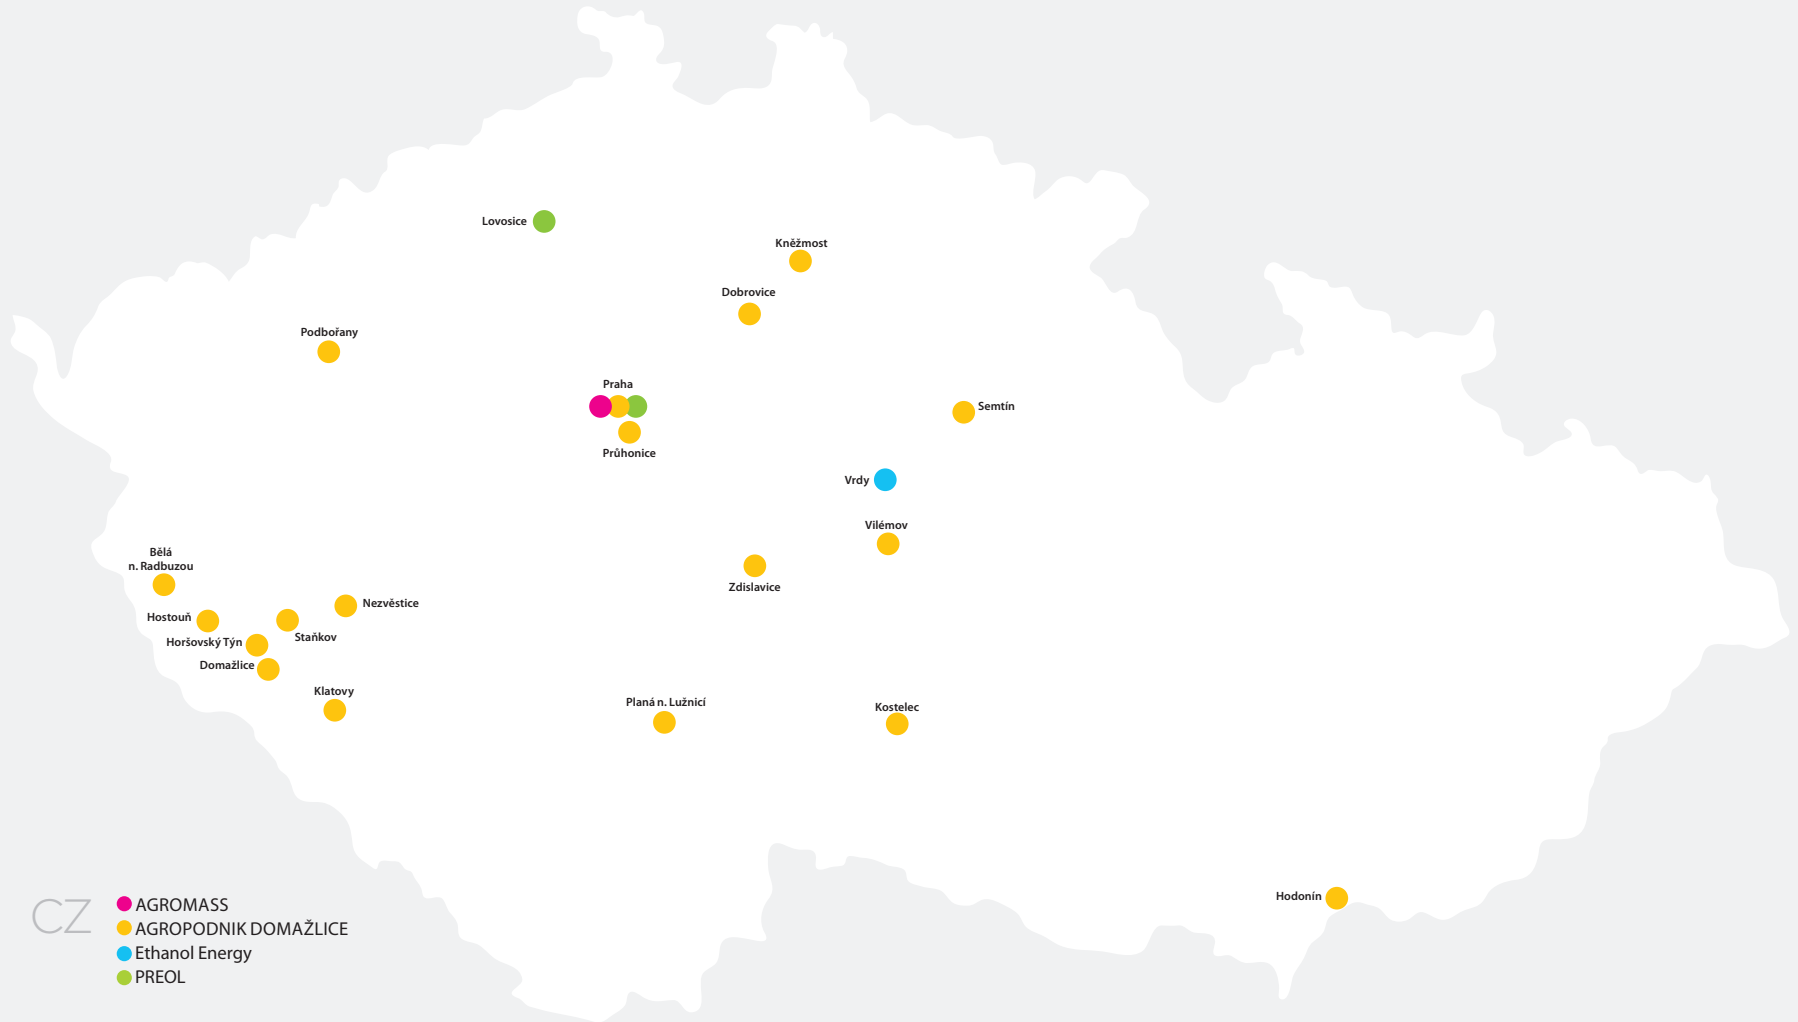 Lovosice
Kněžmost
Dobrovice
Podbořany
Praha
Semtín
Průhonice
Vrdy
Vilémov
Bělá
n. Radbuzou
Zdislavice
Nezvěstice
Hostouň
Staňkov
Horšovský Týn
Domažlice
Klatovy
Planá n. Lužnicí
Kostelec
Hodonín
CZ
AGROMASS
AGROPODNIK DOMAŽLICE
Ethanol Energy
PREOL